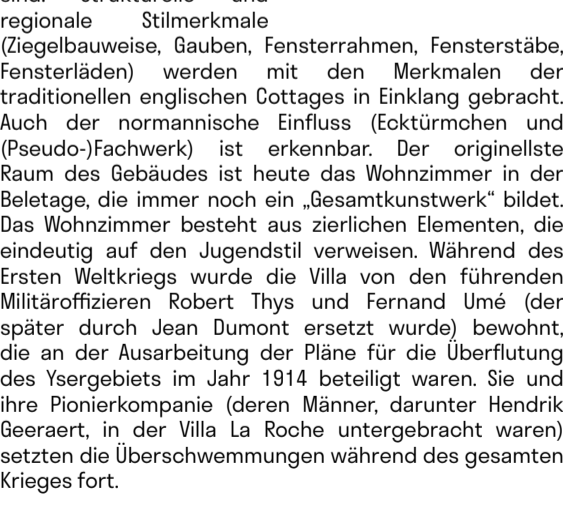 regionale Stilmerkmale
(Ziegelbauweise, Gauben, Fensterrahmen, Fensterstäbe,
Fensterläden) werden mit den Merkmalen der
traditionellen englischen Cottages in Einklang gebracht.
Auch der normannische Einfluss (Ecktürmchen und
(Pseudo-)Fachwerk) ist erkennbar. Der originellste
Raum des Gebäudes ist heute das Wohnzimmer in der
Beletage, die immer noch ein „Gesamtkunstwerk“ bildet.
Das Wohnzimmer besteht aus zierlichen Elementen, die
eindeutig auf den Jugendstil verweisen. Während des
Ersten Weltkriegs wurde die Villa von den führenden
Militäroffizieren Robert Thys und Fernand Umé (der
später durch Jean Dumont ersetzt wurde) bewohnt,
die an der Ausarbeitung der Pläne für die Überflutung
des Ysergebiets im Jahr 1914 beteiligt waren. Sie und
ihre Pionierkompanie (deren Männer, darunter Hendrik
Geeraert, in der Villa La Roche untergebracht waren)
setzten die Überschwemmungen während des gesamten
Krieges fort.